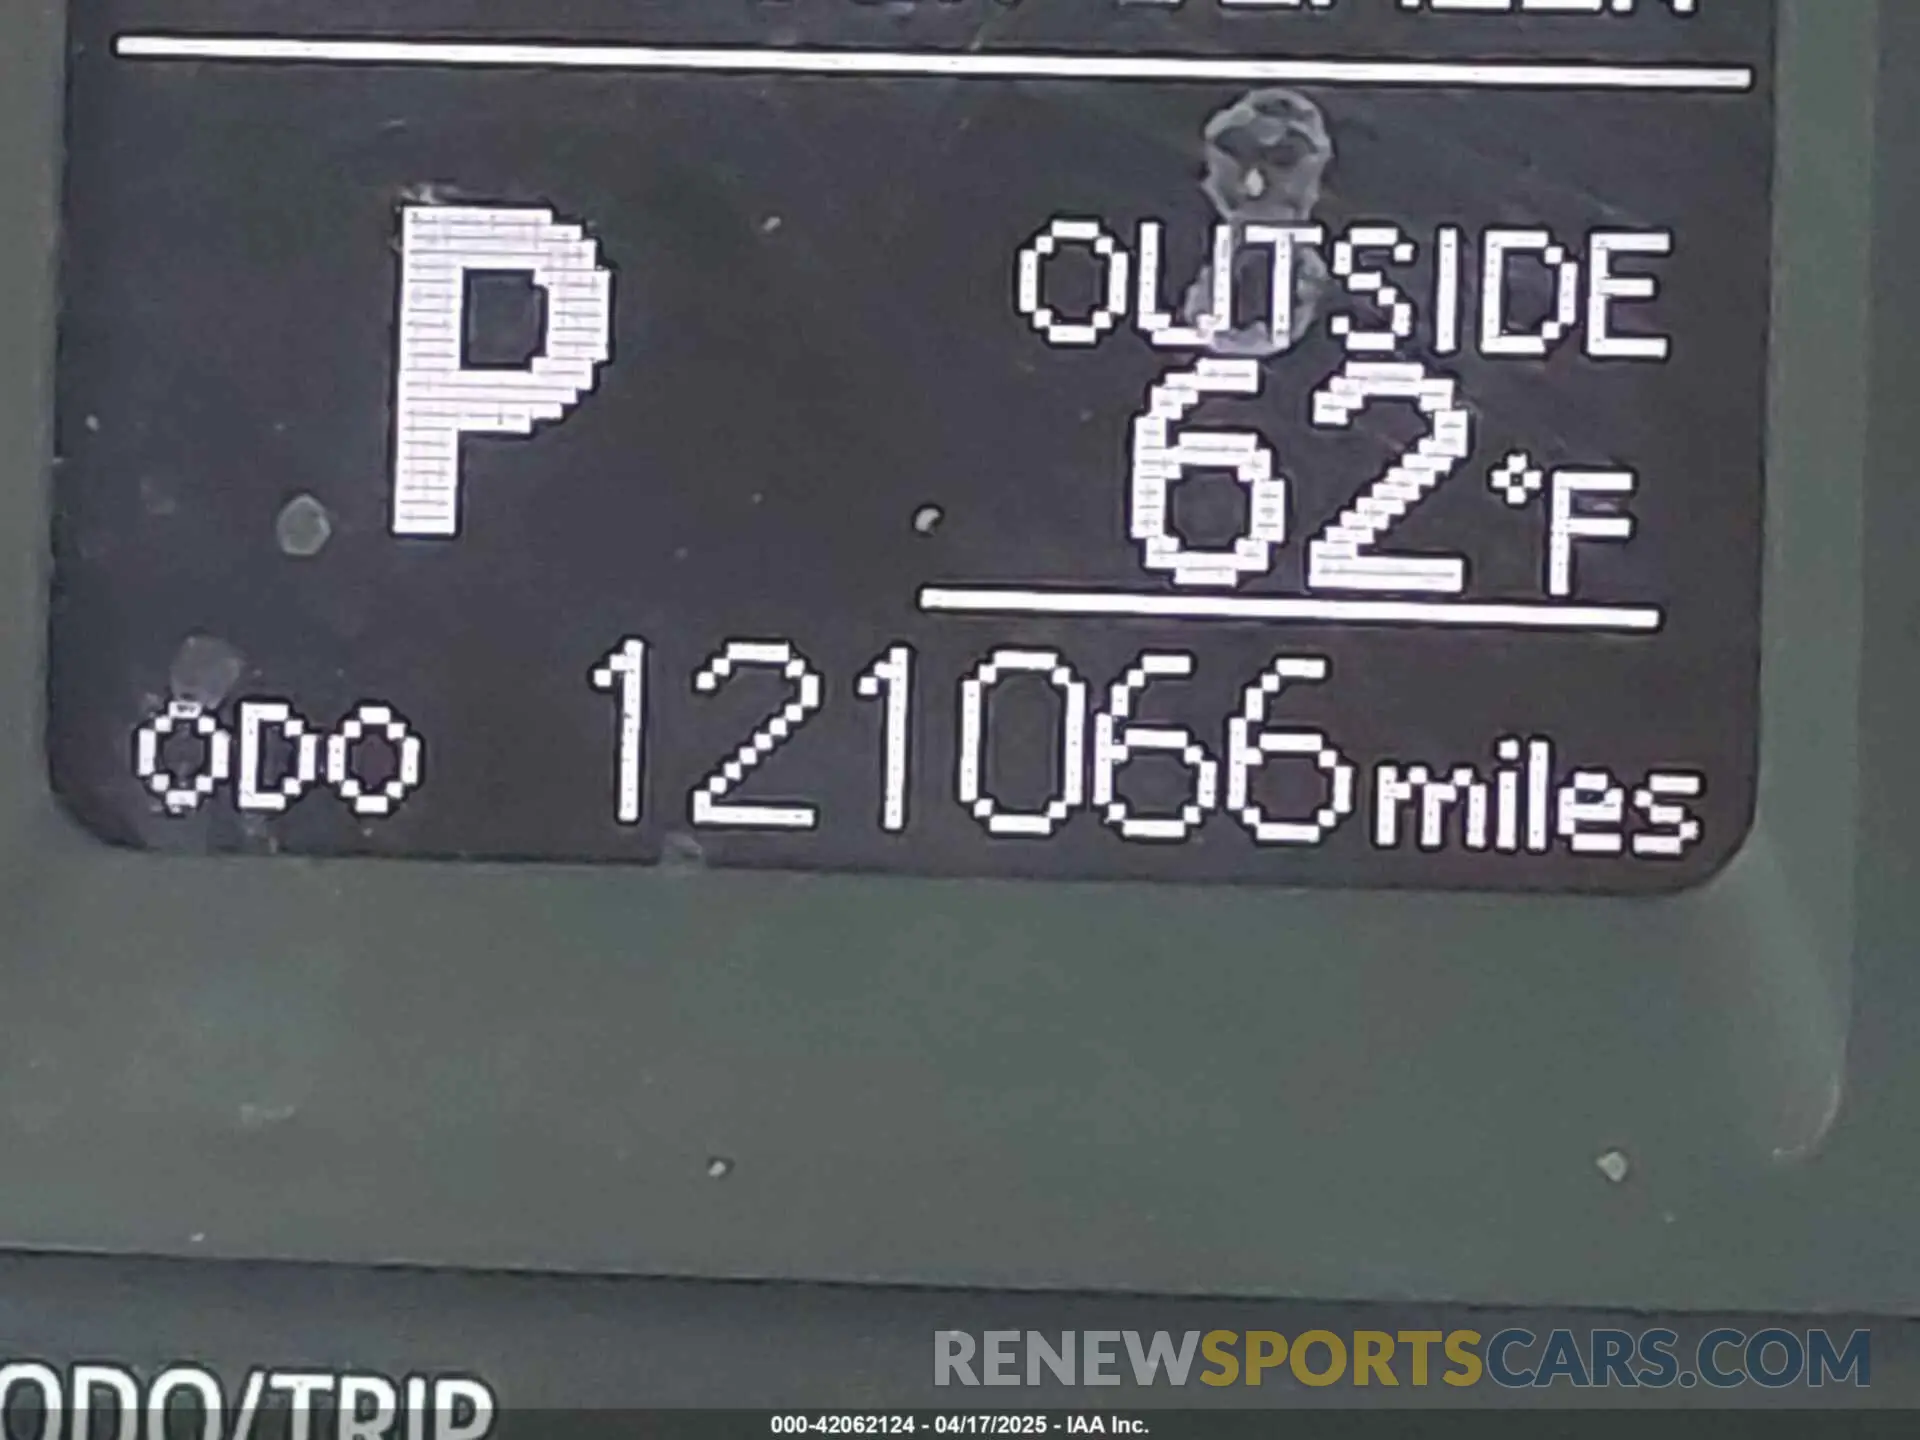 P
OUTSIDE
62°F
ODO 121066 miles
ODO/TRIP
RENEWSPORTSCARS.COM
000-42062124 - 04/17/2025 - IAA Inc.